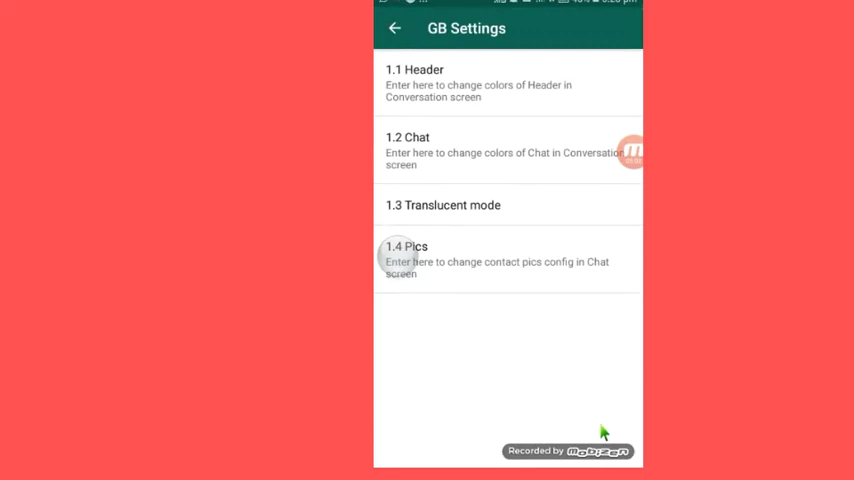 GB Settings
1.1 Header
Enter here to change colors of Header in
Conversation screen
1.2 Chat
Enter here to change colors of Chat in Conversation
screen
1.3 Translucent mode
1.4 Pics
Enter here to change contact pics config in Chat
screen
Recorded by mobizen